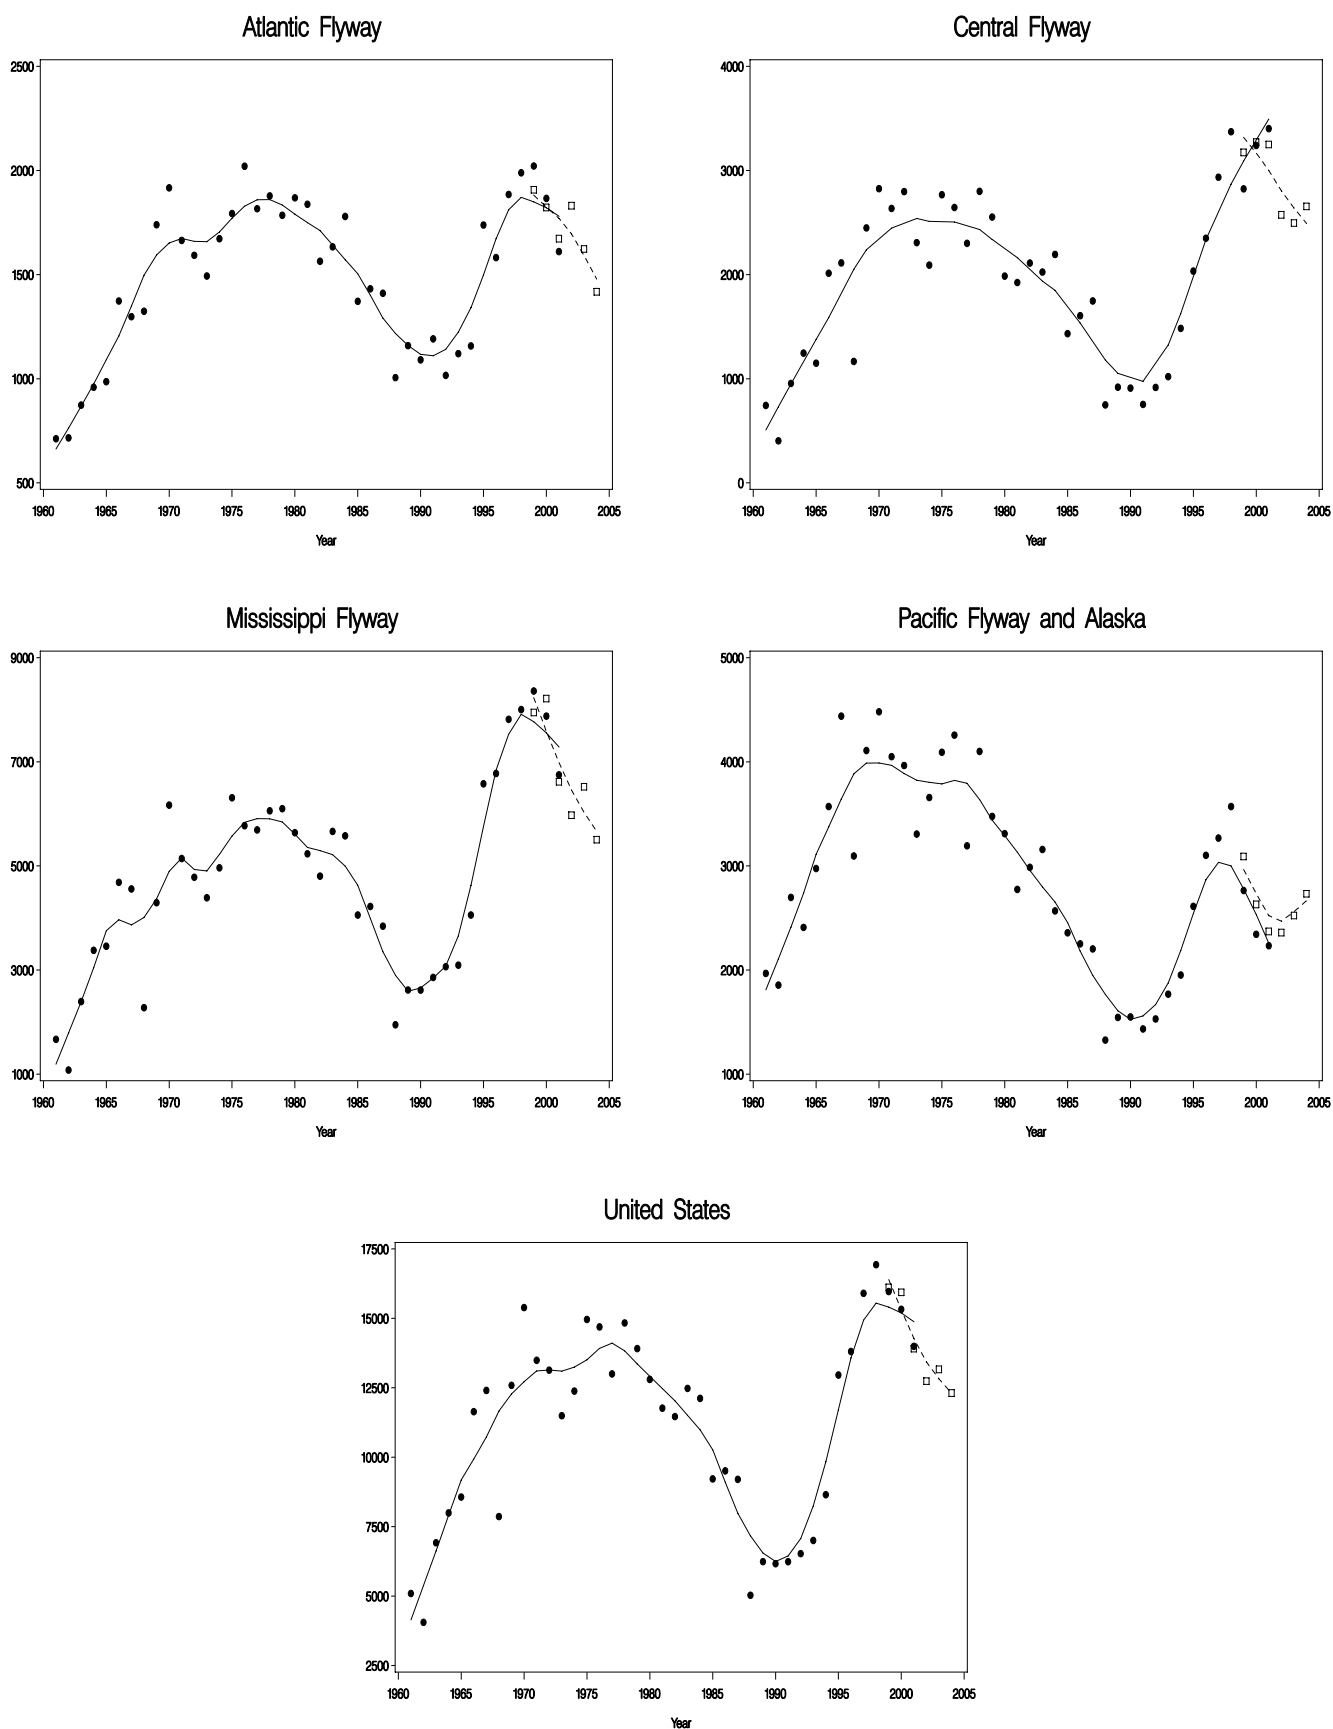 Atlantic Flyway
2500
2000
1500
1000
500
1960 1965 1970 1975 1980 1985 1990 1995 2000 2005
Year
Central Flyway
4000
3000
2000
1000
0
1960 1965 1970 1975 1980 1985 1990 1995 2000 2005
Year
Mississippi Flyway
9000
7000
5000
3000
1000
1960 1965 1970 1975 1980 1985 1990 1995 2000 2005
Year
Pacific Flyway and Alaska
5000
4000
3000
2000
1000
1960 1965 1970 1975 1980 1985 1990 1995 2000 2005
Year
United States
17500
15000
12500
10000
7500
5000
2500
1960 1965 1970 1975 1980 1985 1990 1995 2000 2005
Year